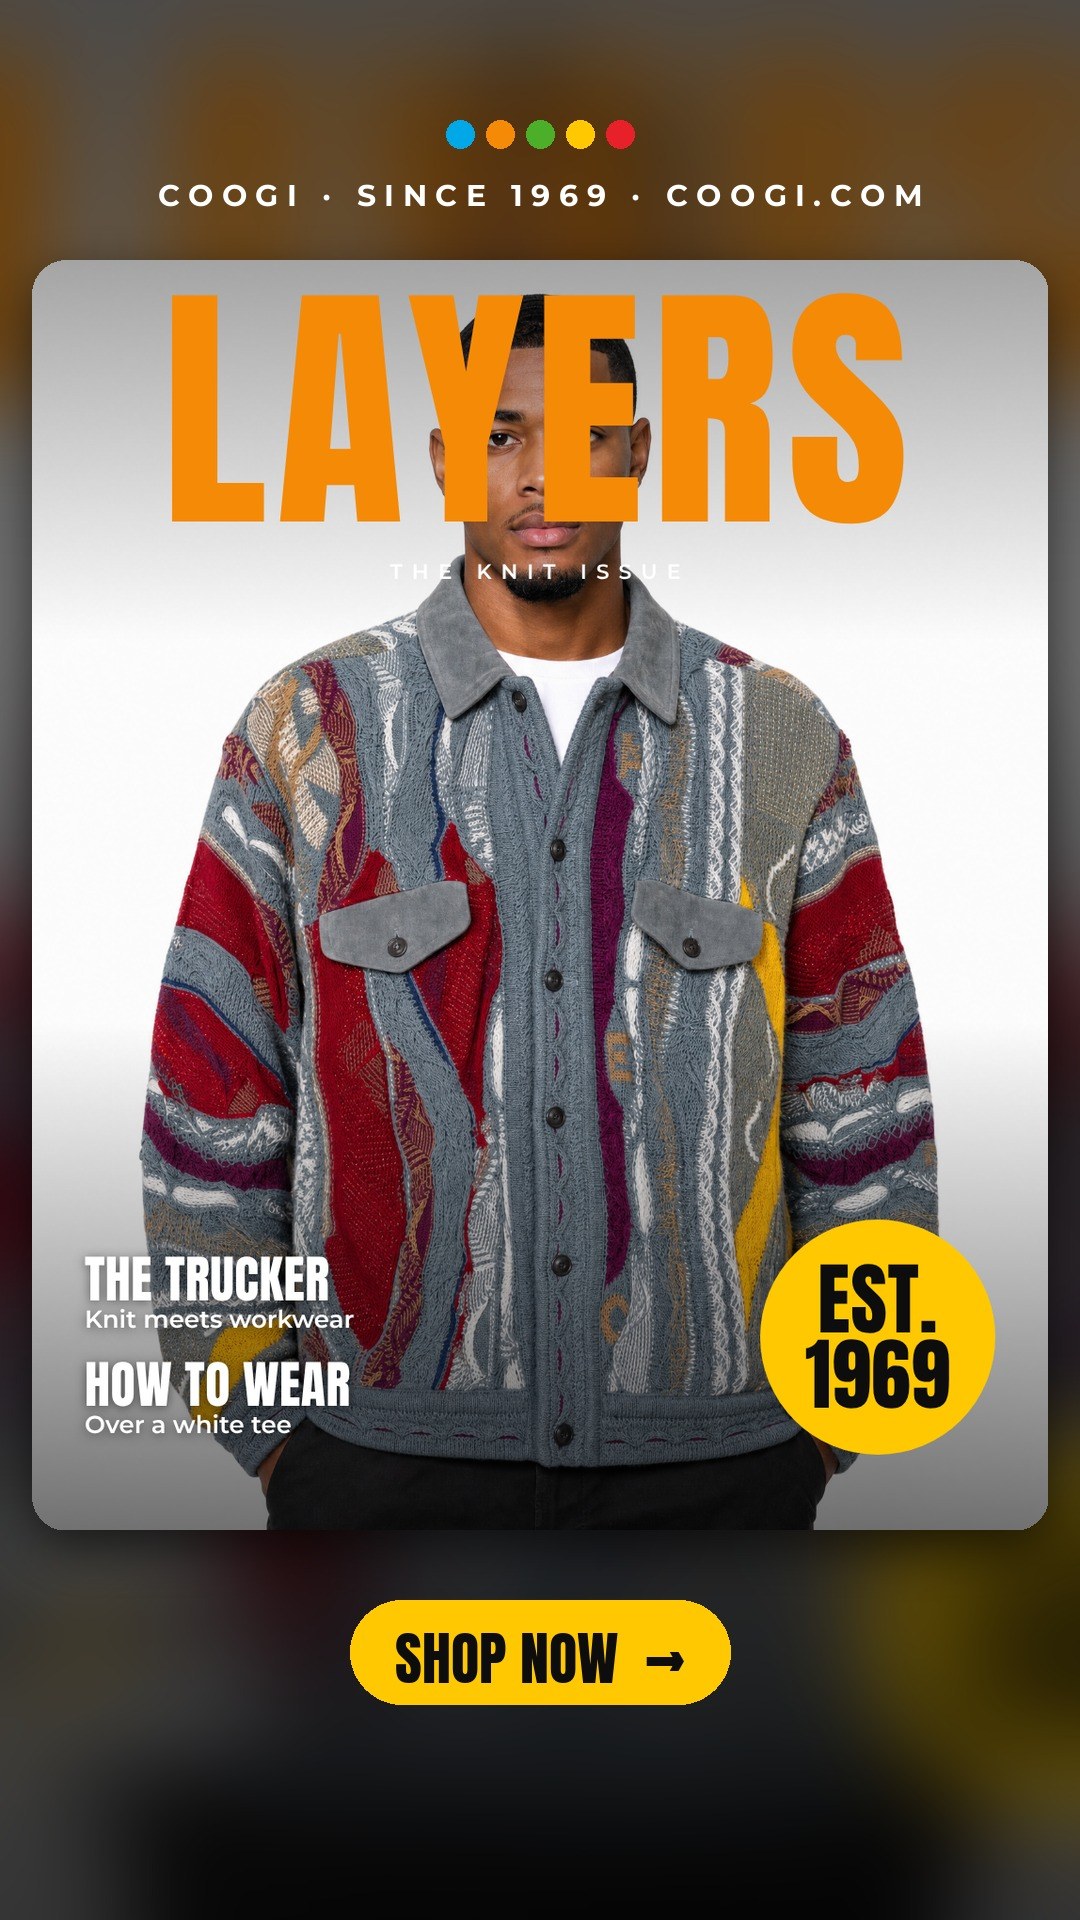 COOGI · SINCE 1969 · COOGI.COM
LAYERS
THE KNIT ISSUE
THE TRUCKER
Knit meets workwear
HOW TO WEAR
Over a white tee
EST.
1969
SHOP NOW →